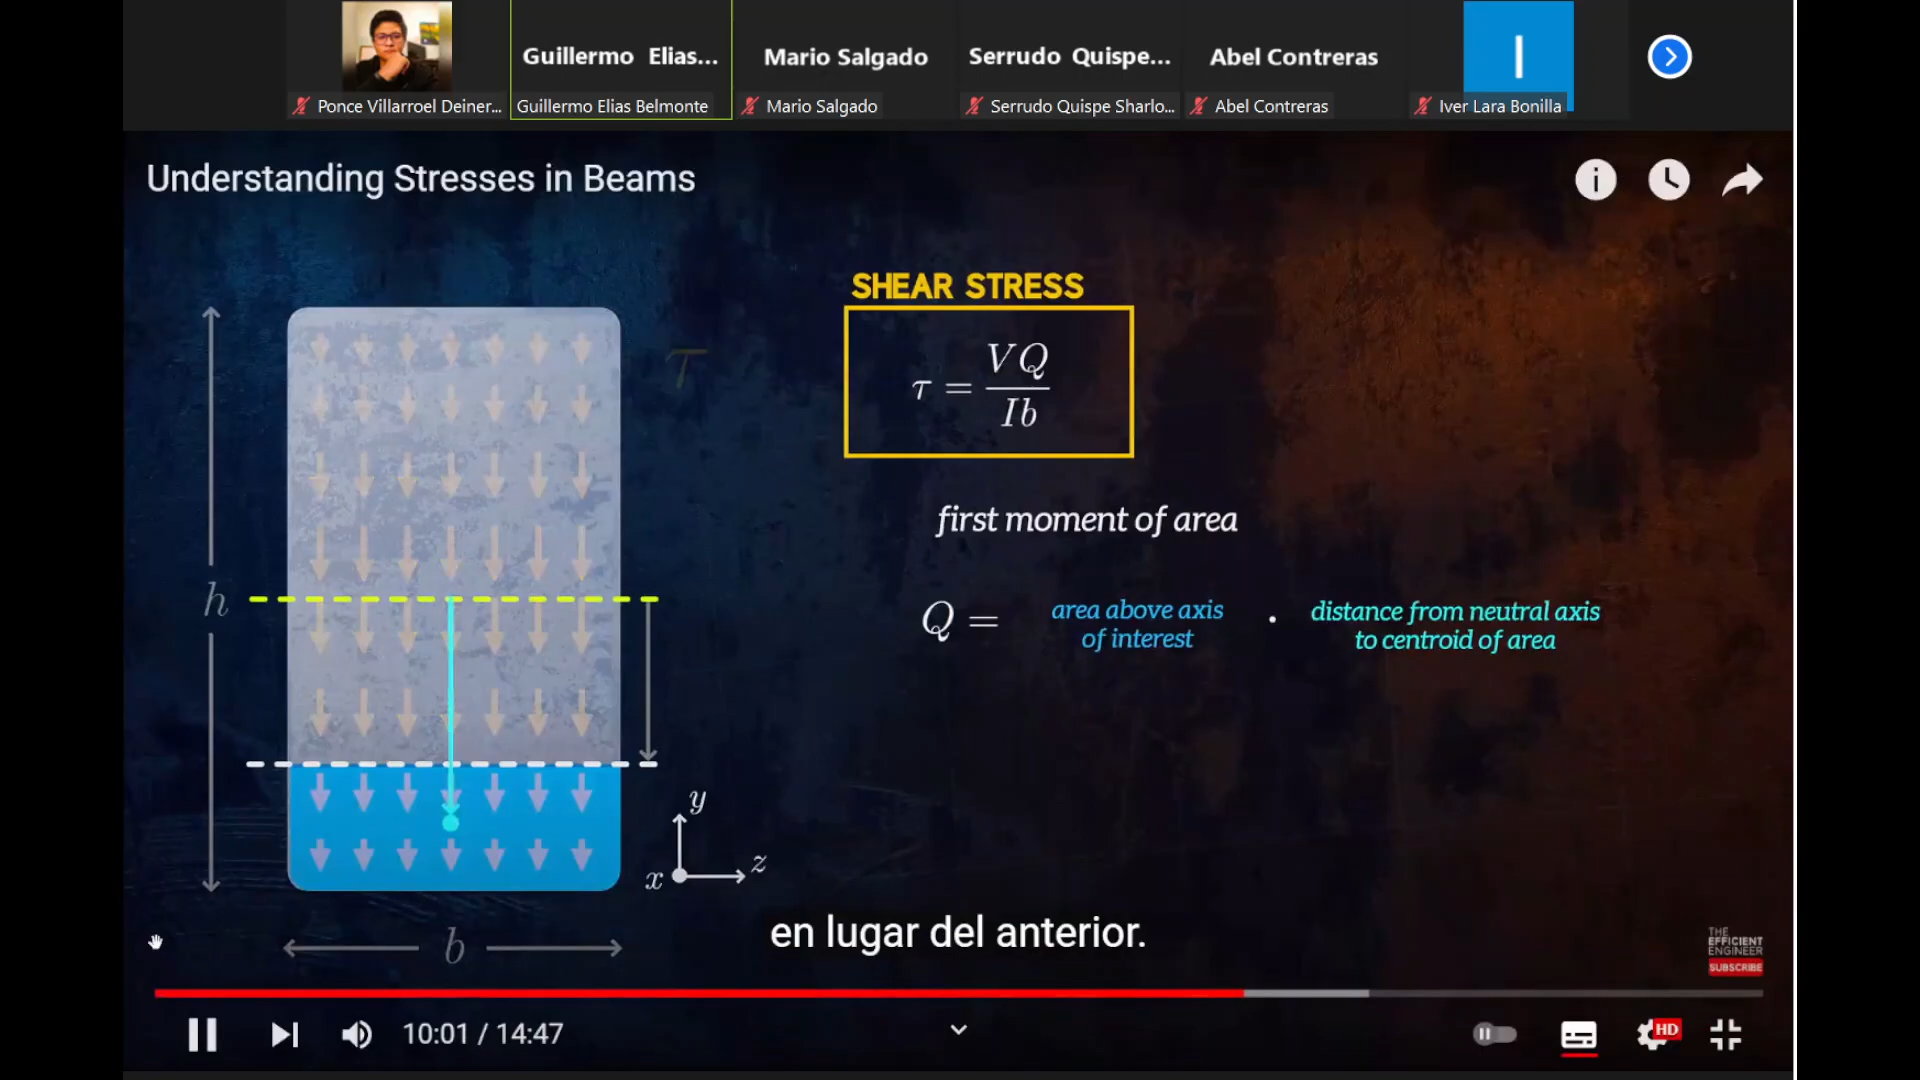 Guillermo Elias...
Mario Salgado
Serrudo Quispe...
Abel Contreras
I
Ponce Villarroel Deiner...
Guillermo Elias Belmonte
Mario Salgado
Serrudo Quispe Sharlo...
Abel Contreras
Iver Lara Bonilla
Understanding Stresses in Beams
i
SHEAR STRESS
τ
τ = VQ / Ib
first moment of area
h
Q = area above axis of interest · distance from neutral axis to centroid of area
y
z
x
b
en lugar del anterior.
THE
EFFICIENT
ENGINEER
SUBSCRIBE
10:01 / 14:47
HD